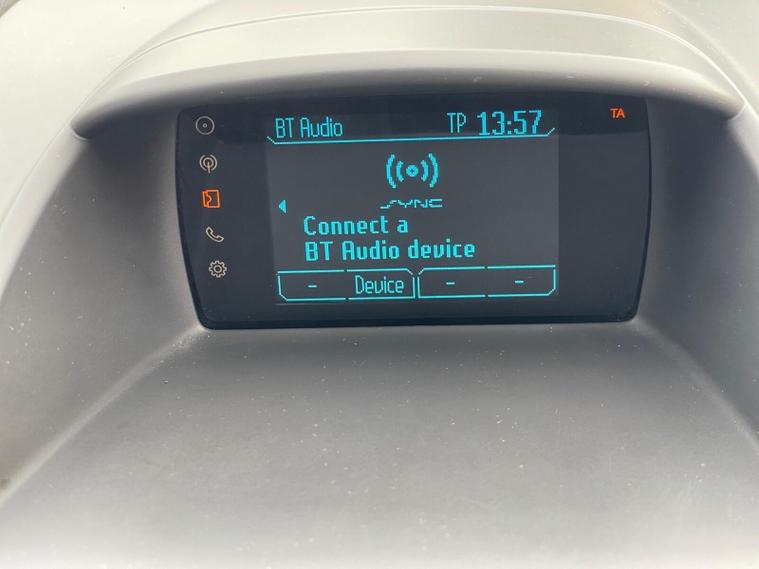 BT Audio TP 13:57 TA
SYNC
Connect a
BT Audio device
- Device - -